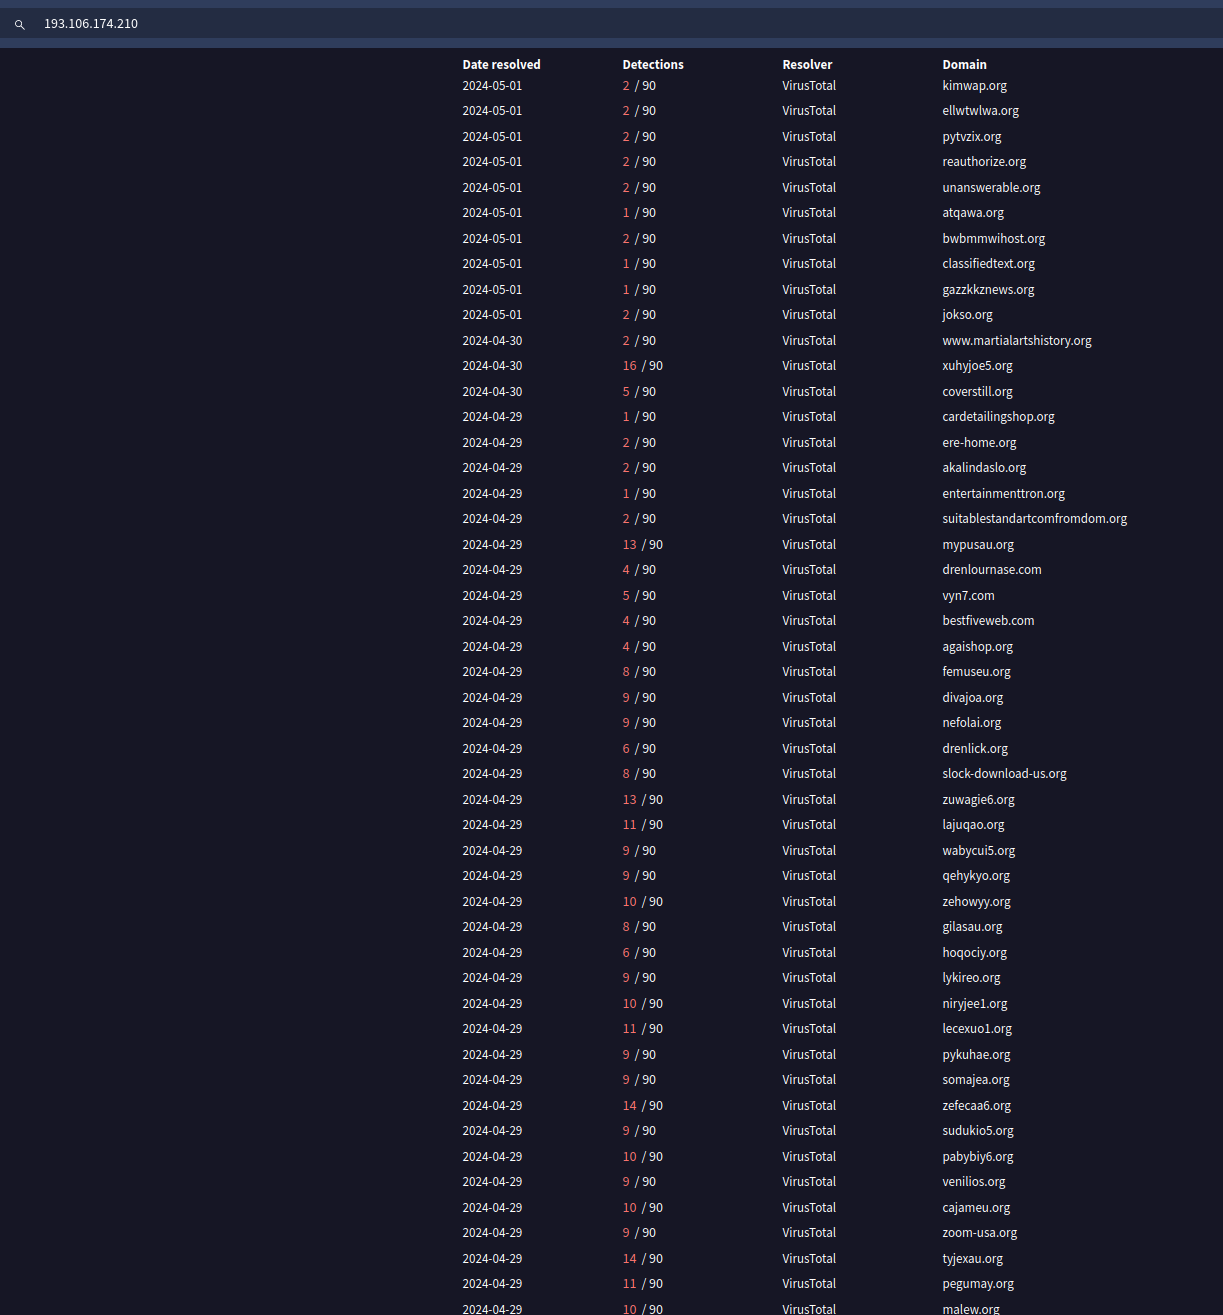 193.106.174.210
Date resolved Detections Resolver Domain
2024-05-01 2 / 90 VirusTotal kimwap.org
2024-05-01 2 / 90 VirusTotal ellwtwlwa.org
2024-05-01 2 / 90 VirusTotal pytvzix.org
2024-05-01 2 / 90 VirusTotal reauthorize.org
2024-05-01 2 / 90 VirusTotal unanswerable.org
2024-05-01 1 / 90 VirusTotal atqawa.org
2024-05-01 2 / 90 VirusTotal bwbmmwihost.org
2024-05-01 1 / 90 VirusTotal classifiedtext.org
2024-05-01 1 / 90 VirusTotal gazzkkznews.org
2024-05-01 2 / 90 VirusTotal jokso.org
2024-04-30 2 / 90 VirusTotal www.martialartshistory.org
2024-04-30 16 / 90 VirusTotal xuhyjoe5.org
2024-04-30 5 / 90 VirusTotal coverstill.org
2024-04-29 1 / 90 VirusTotal cardetailingshop.org
2024-04-29 2 / 90 VirusTotal ere-home.org
2024-04-29 2 / 90 VirusTotal akalindaslo.org
2024-04-29 1 / 90 VirusTotal entertainmenttron.org
2024-04-29 2 / 90 VirusTotal suitablestandartcomfromdom.org
2024-04-29 13 / 90 VirusTotal mypusau.org
2024-04-29 4 / 90 VirusTotal drenlournase.com
2024-04-29 5 / 90 VirusTotal vyn7.com
2024-04-29 4 / 90 VirusTotal bestfiveweb.com
2024-04-29 4 / 90 VirusTotal agaishop.org
2024-04-29 8 / 90 VirusTotal femuseu.org
2024-04-29 9 / 90 VirusTotal divajoa.org
2024-04-29 9 / 90 VirusTotal nefolai.org
2024-04-29 6 / 90 VirusTotal drenlick.org
2024-04-29 8 / 90 VirusTotal slock-download-us.org
2024-04-29 13 / 90 VirusTotal zuwagie6.org
2024-04-29 11 / 90 VirusTotal lajuqao.org
2024-04-29 9 / 90 VirusTotal wabycui5.org
2024-04-29 9 / 90 VirusTotal qehykyo.org
2024-04-29 10 / 90 VirusTotal zehowyy.org
2024-04-29 8 / 90 VirusTotal gilasau.org
2024-04-29 6 / 90 VirusTotal hoqociy.org
2024-04-29 9 / 90 VirusTotal lykireo.org
2024-04-29 10 / 90 VirusTotal niryjee1.org
2024-04-29 11 / 90 VirusTotal lecexuo1.org
2024-04-29 9 / 90 VirusTotal pykuhae.org
2024-04-29 9 / 90 VirusTotal somajea.org
2024-04-29 14 / 90 VirusTotal zefecaa6.org
2024-04-29 9 / 90 VirusTotal sudukio5.org
2024-04-29 10 / 90 VirusTotal pabybiy6.org
2024-04-29 9 / 90 VirusTotal venilios.org
2024-04-29 10 / 90 VirusTotal cajameu.org
2024-04-29 9 / 90 VirusTotal zoom-usa.org
2024-04-29 14 / 90 VirusTotal tyjexau.org
2024-04-29 11 / 90 VirusTotal pegumay.org
2024-04-29 10 / 90 VirusTotal malew.org